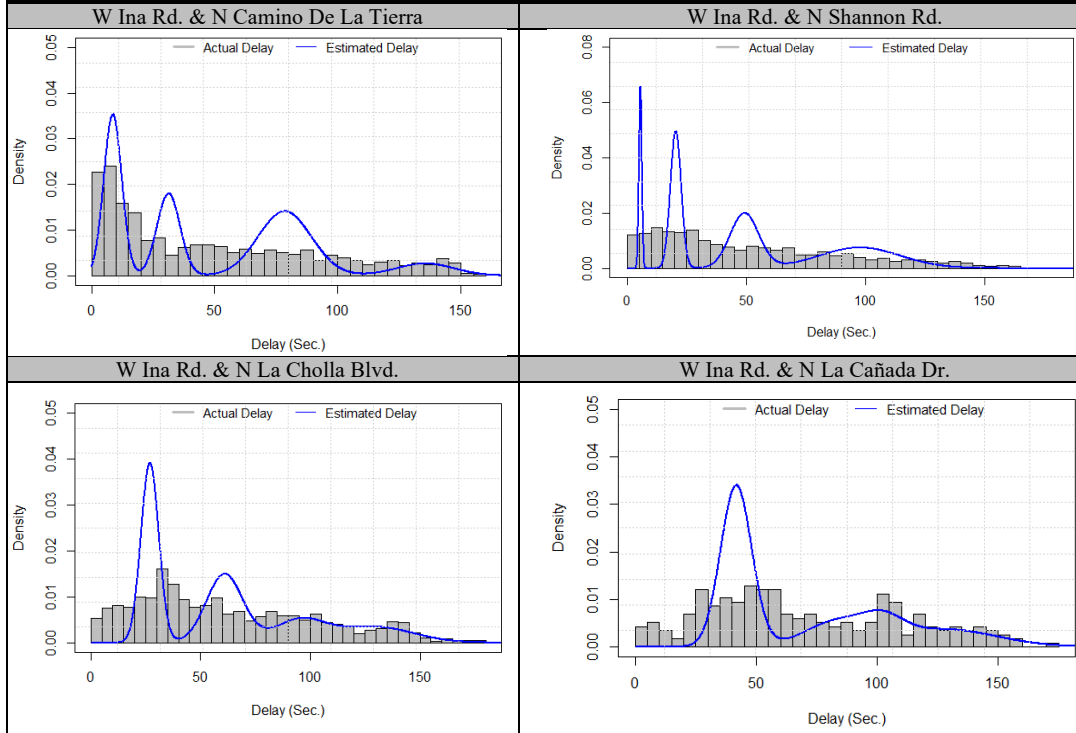 W Ina Rd. & N Camino De La Tierra
W Ina Rd. & N Shannon Rd.
Actual Delay
Estimated Delay
0.05
0.04
0.03
0.02
0.01
0.00
Density
0
50
100
150
Delay (Sec.)
Actual Delay
Estimated Delay
0.08
0.06
0.04
0.02
0.00
Density
0
50
100
150
Delay (Sec.)
W Ina Rd. & N La Cholla Blvd.
W Ina Rd. & N La Cañada Dr.
Actual Delay
Estimated Delay
0.05
0.04
0.03
0.02
0.01
0.00
Density
0
50
100
150
Delay (Sec.)
Actual Delay
Estimated Delay
0.05
0.04
0.03
0.02
0.01
0.00
Density
0
50
100
150
Delay (Sec.)